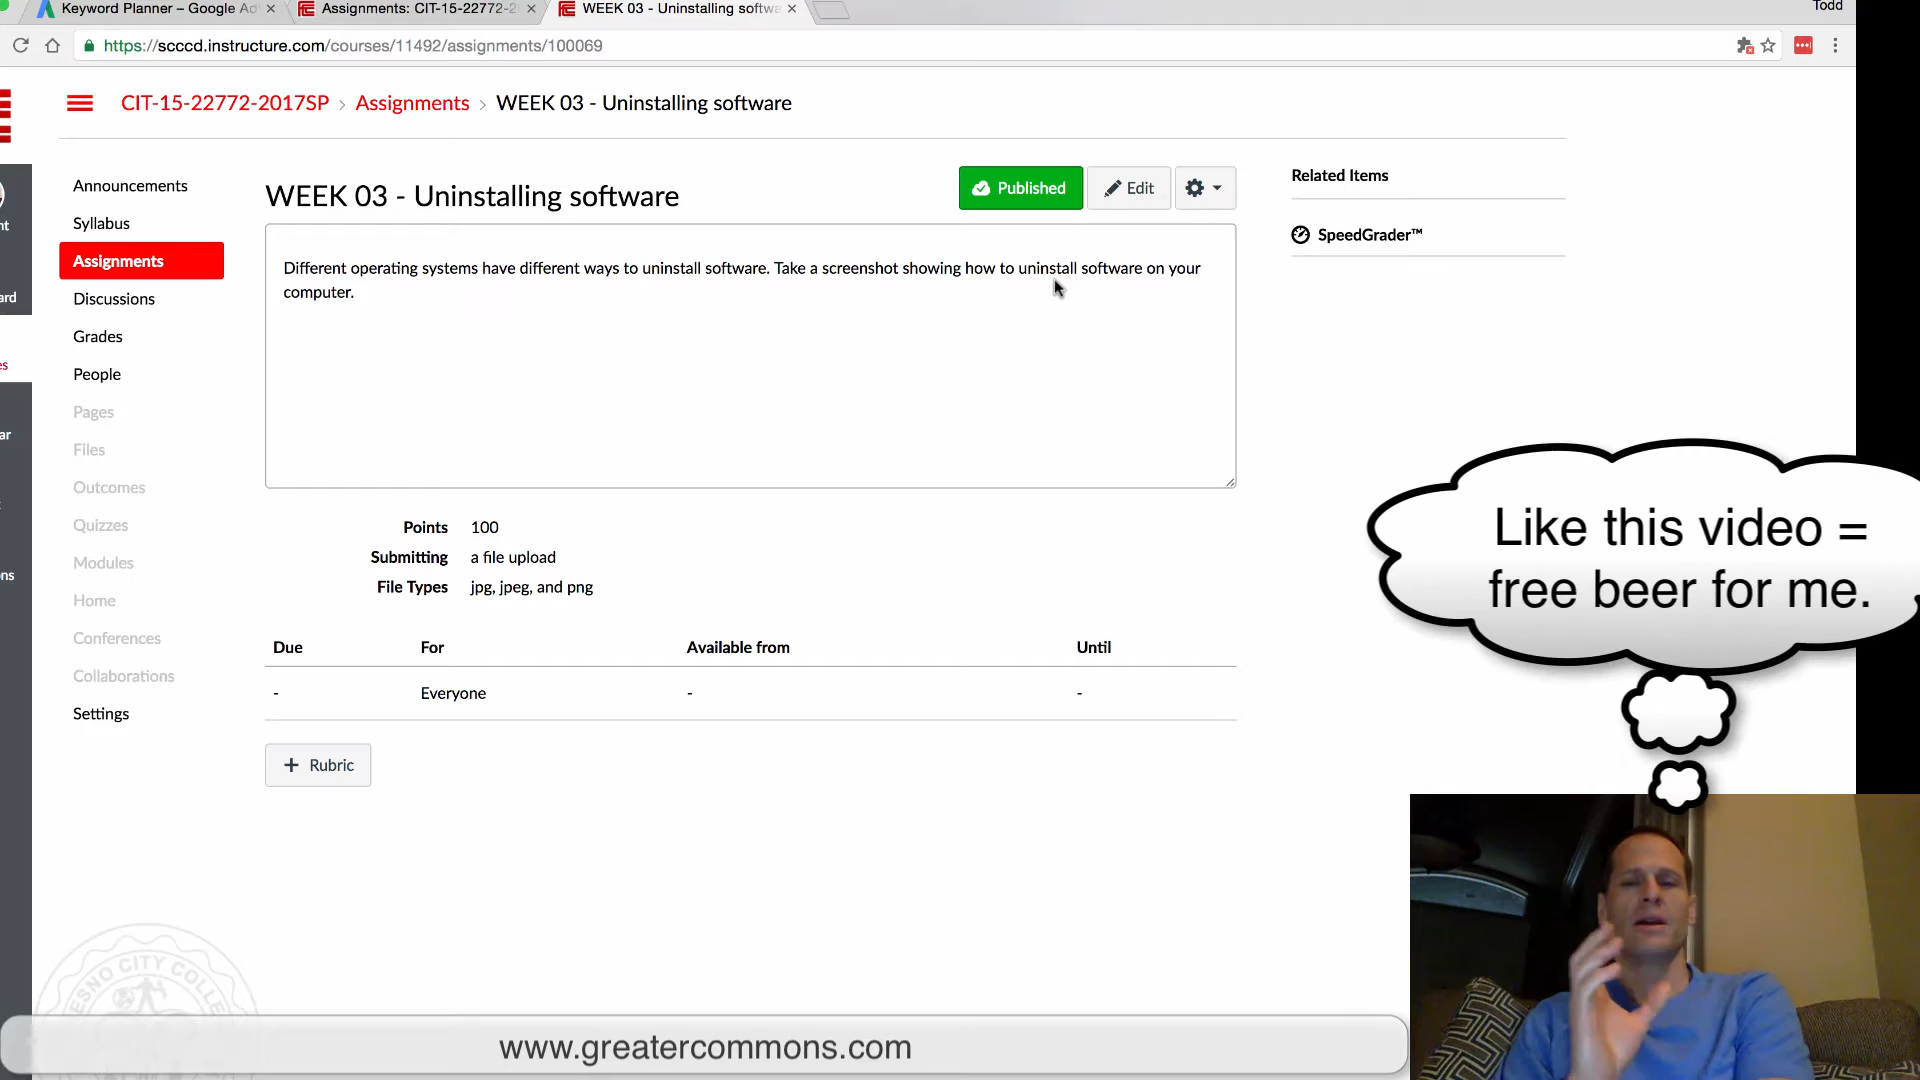 Keyword Planner – Google Ad
Assignments: CIT-15-22772-2
WEEK 03 - Uninstalling softwa
Todd
https://scccd.instructure.com/courses/11492/assignments/100069
CIT-15-22772-2017SP › Assignments › WEEK 03 - Uninstalling software
Announcements
Syllabus
Assignments
Discussions
Grades
People
Pages
Files
Outcomes
Quizzes
Modules
Home
Conferences
Collaborations
Settings
WEEK 03 - Uninstalling software
Published
Edit
Different operating systems have different ways to uninstall software. Take a screenshot showing how to uninstall software on your
computer.
Points 100
Submitting a file upload
File Types jpg, jpeg, and png
Due For Available from Until
- Everyone - -
+ Rubric
Related Items
SpeedGrader™
Like this video =
free beer for me.
ESNO CITY COLLE
www.greatercommons.com